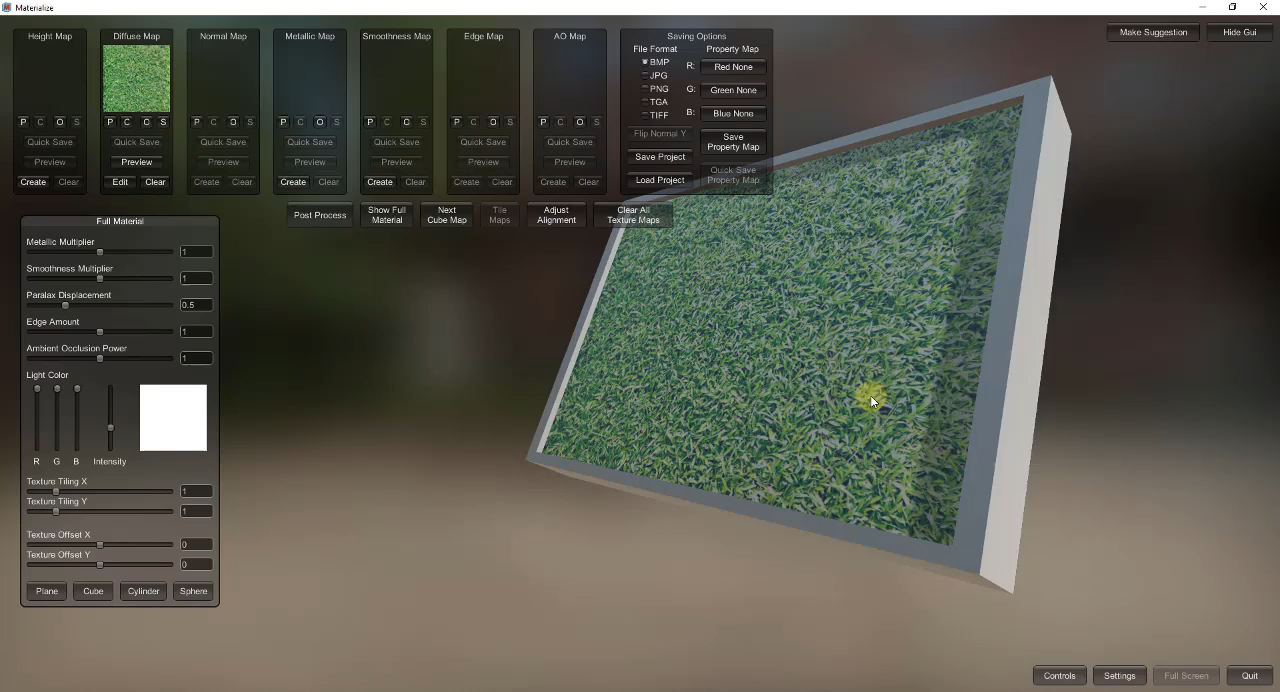 Materialize
Height Map
P C O S
Quick Save
Preview
Create Clear
Diffuse Map
P C O S
Quick Save
Preview
Edit Clear
Normal Map
P C O S
Quick Save
Preview
Create Clear
Metallic Map
P C O S
Quick Save
Preview
Create Clear
Smoothness Map
P C O S
Quick Save
Preview
Create Clear
Edge Map
P C O S
Quick Save
Preview
Create Clear
AO Map
P C O S
Quick Save
Preview
Create Clear
Saving Options
File Format
BMP
JPG
PNG
TGA
TIFF
Flip Normal Y
Save Project
Load Project
Property Map
R: Red None
G: Green None
B: Blue None
Save
Property Map
Quick Save
Property Map
Make Suggestion
Hide Gui
Post Process
Show Full
Material
Next
Cube Map
Tile
Maps
Adjust
Alignment
Clear All
Texture Maps
Full Material
Metallic Multiplier
1
Smoothness Multiplier
1
Paralax Displacement
0.5
Edge Amount
1
Ambient Occlusion Power
1
Light Color
R G B Intensity
Texture Tiling X
1
Texture Tiling Y
1
Texture Offset X
0
Texture Offset Y
0
Plane Cube Cylinder Sphere
Controls Settings Full Screen Quit